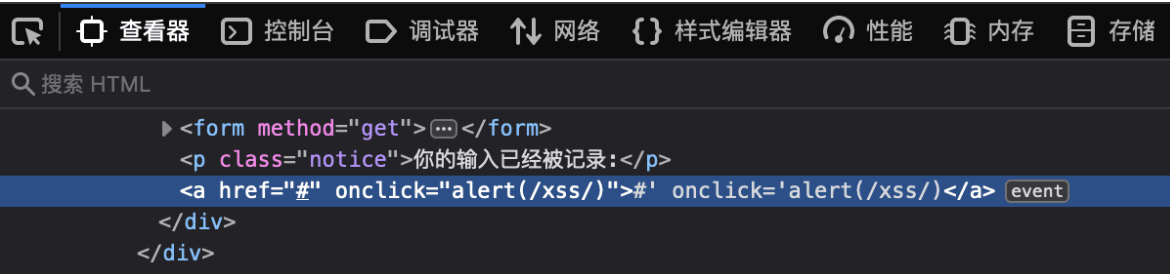 查看器 控制台 调试器 网络 样式编辑器 性能 内存 存储
搜索 HTML
<form method="get">⋯</form>
<p class="notice">你的输入已经被记录:</p>
<a href="#" onclick="alert(/xss/)">#' onclick='alert(/xss/)</a> event
</div>
</div>